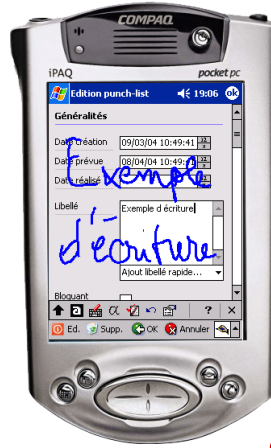 COMPAQ
iPAQ pocket pc
Edition punch-list 19:06 ok
Généralités
Date création 09/03/04 10:49:41
Date prévue 08/04/04 10:49:41
Date réalisé
Exemple
Libellé Exemple d écriture
d'écriture
Ajout libellé rapide...
Bloquant
? ×
Ed. Supp. OK Annuler